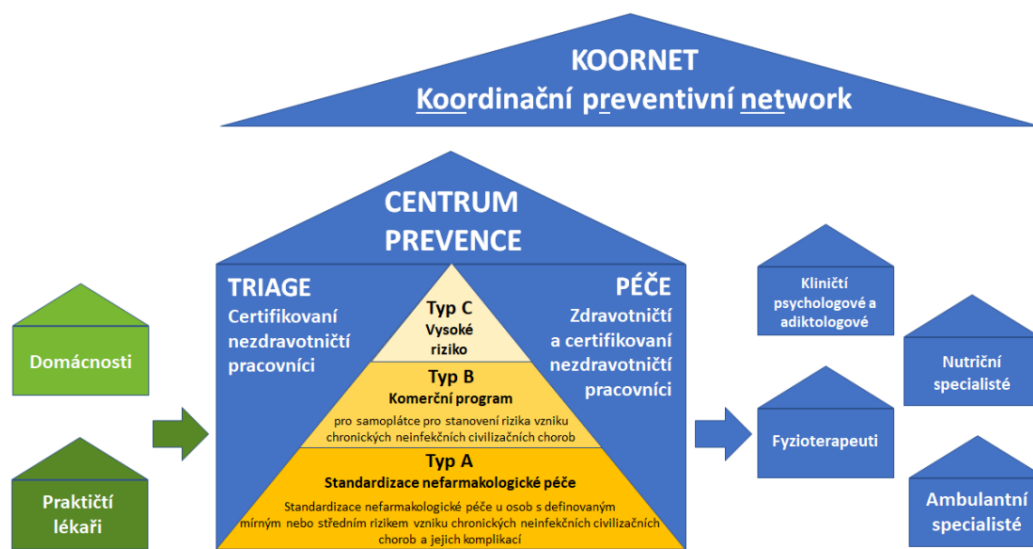 KOORNET
Koordinační preventivní network
CENTRUM
PREVENCE
TRIAGE
Certifikovaní
nezdravotničtí
pracovníci
PÉČE
Zdravotničtí
a certifikovaní
nezdravotničtí
pracovníci
Typ C
Vysoké
riziko
Typ B
Komerční program
pro samoplátce pro stanovení rizika vzniku
chronických neinfekčních civilizačních chorob
Typ A
Standardizace nefarmakologické péče
Standardizace nefarmakologické péče u osob s definovaným
mírným nebo středním rizikem vzniku chronických neinfekčních civilizačních
chorob a jejich komplikací
Domácnosti
Praktičtí
lékaři
Kliničtí
psychologové a
adiktologové
Nutriční
specialisté
Fyzioterapeuti
Ambulantní
specialisté